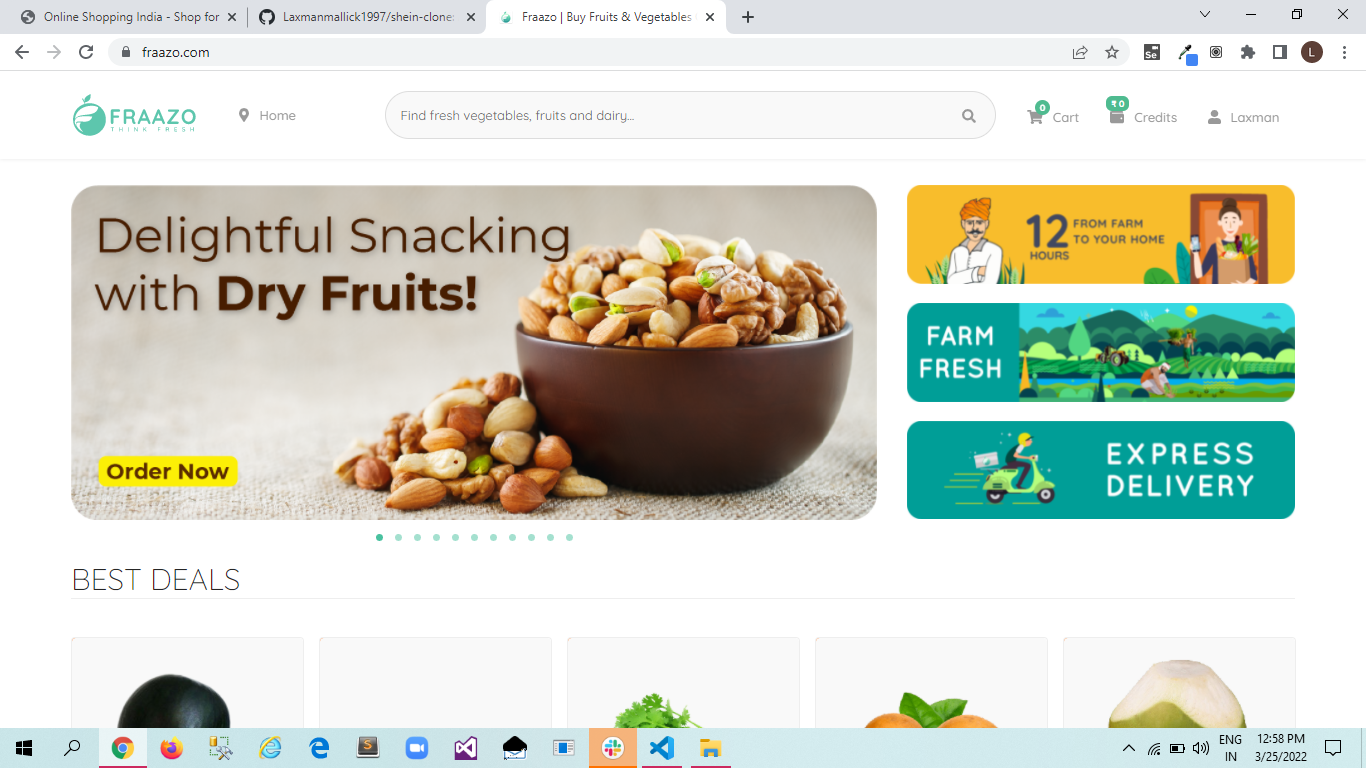 Online Shopping India - Shop for
Laxmanmallick1997/shein-clone:
Fraazo | Buy Fruits & Vegetables
fraazo.com
Se
L
FRAAZO
THINK FRESH
Home
Find fresh vegetables, fruits and dairy...
0
Cart
₹ 0
Credits
Laxman
Delightful Snacking
with Dry Fruits!
Order Now
12
HOURS
FROM FARM
TO YOUR HOME
FARM
FRESH
EXPRESS
DELIVERY
BEST DEALS
ENG
IN
12:58 PM
3/25/2022